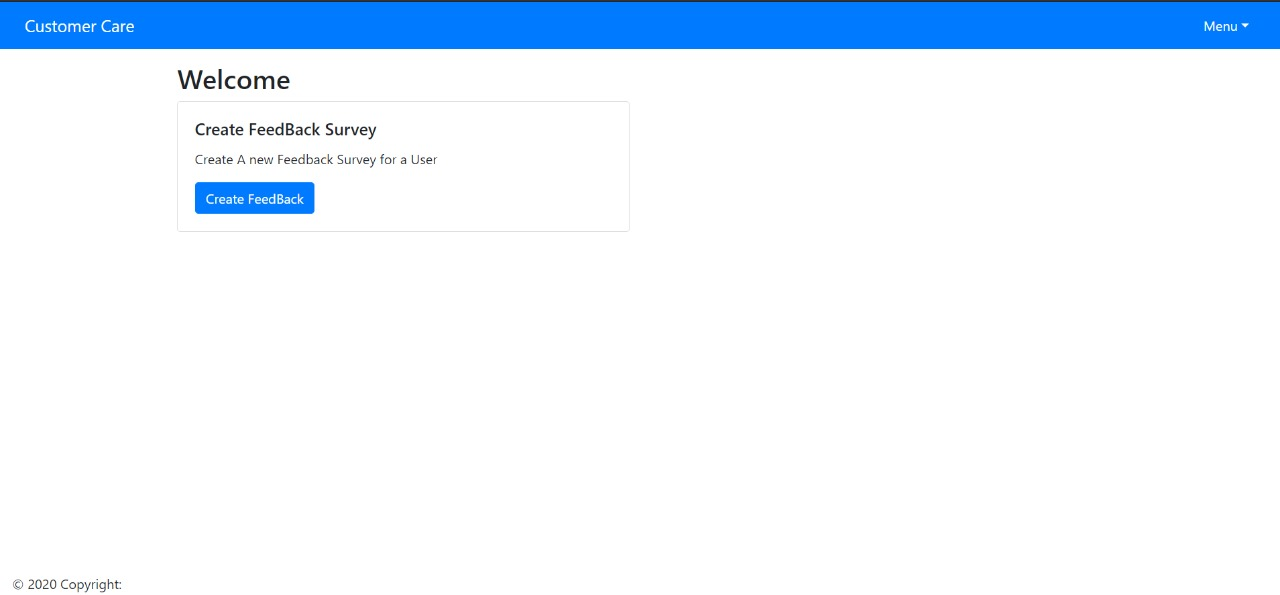 Customer Care
Menu
Welcome
Create FeedBack Survey
Create A new Feedback Survey for a User
Create FeedBack
© 2020 Copyright: